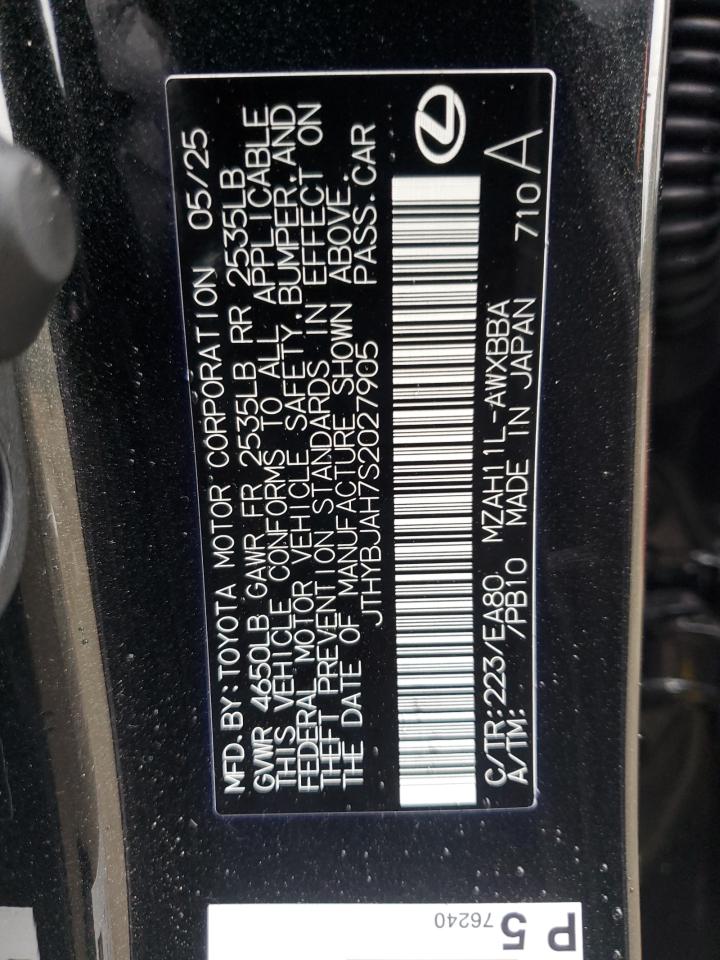 MFD.BY:TOYOTA MOTOR CORPORATION 05/25
GVWR 4650LB GAWR FR 2535LB RR 2535LB
THIS VEHICLE CONFORMS TO ALL APPLICABLE
FEDERAL MOTOR VEHICLE SAFETY,BUMPER,AND
THEFT PREVENTION STANDARDS IN EFFECT ON
THE DATE OF MANUFACTURE SHOWN ABOVE.
JTHYBJAH7S2027905 PASS.CAR
C/TR:223/EA80 MZAH11L-AWXBBA 710A
A/TM: /PB10 MADE IN JAPAN
P 5
76240